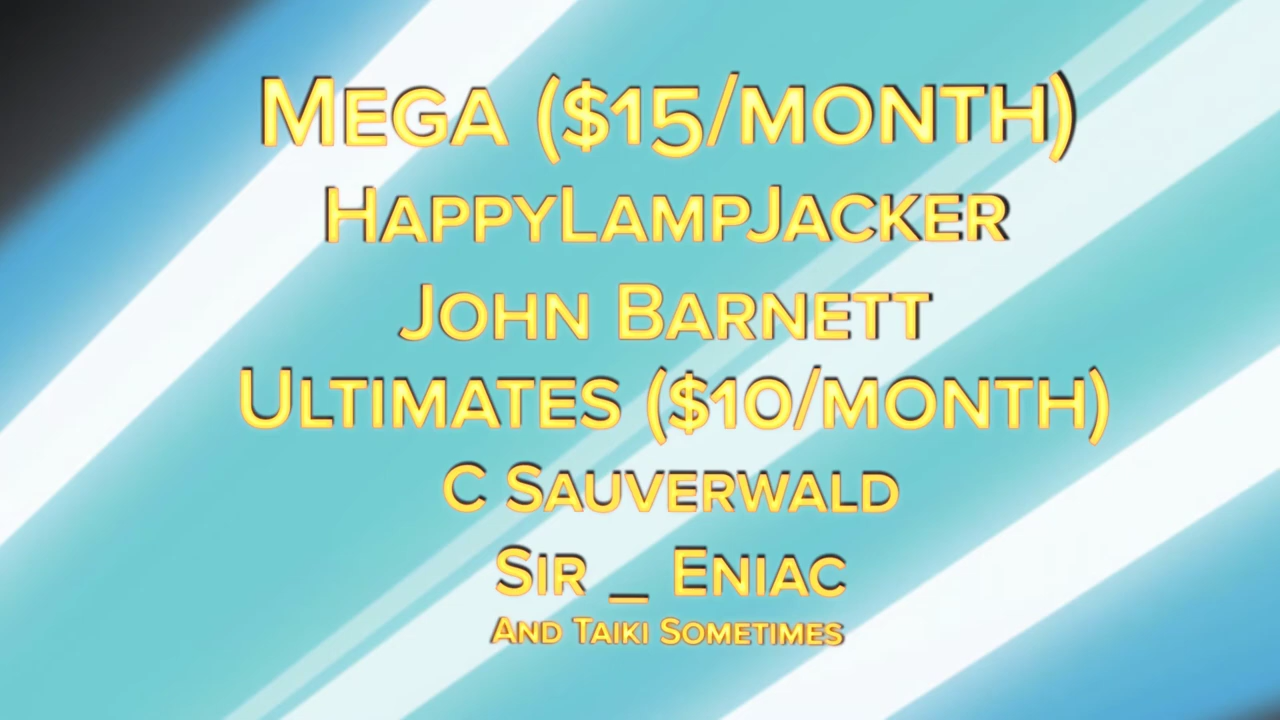 Mega ($15/month)
HappyLampJacker
John Barnett
Ultimates ($10/month)
C Sauverwald
Sir _ Eniac
And Taiki Sometimes